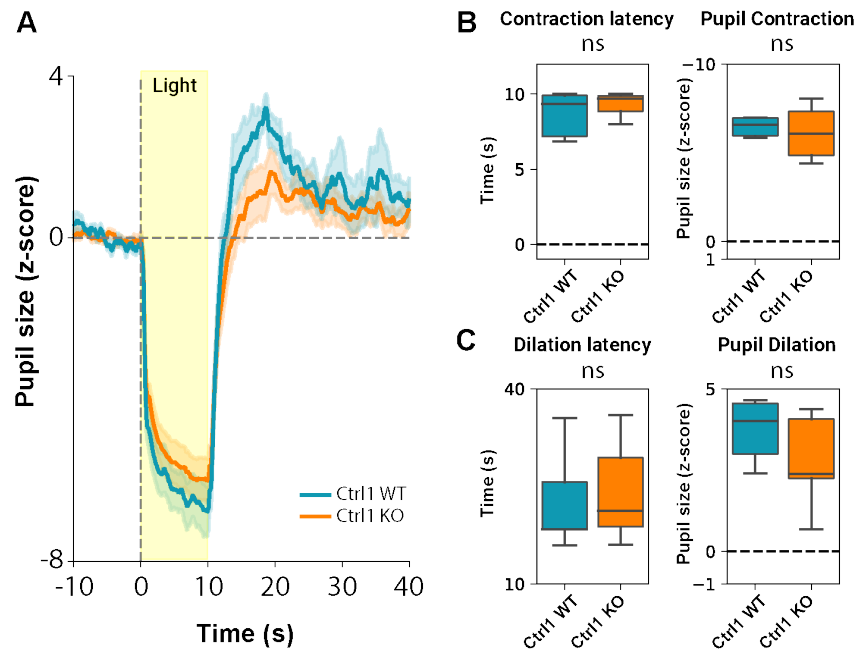 A
4
0
-8
Pupil size (z-score)
Light
Ctrl1 WT
Ctrl1 KO
-10
0
10
20
30
40
Time (s)
B
Contraction latency
ns
10
5
0
Time (s)
Ctrl1 WT
Ctrl1 KO
Pupil Contraction
ns
−10
0
1
Pupil size (z-score)
Ctrl1 WT
Ctrl1 KO
C
Dilation latency
ns
40
10
Time (s)
Ctrl1 WT
Ctrl1 KO
Pupil Dilation
ns
5
0
−1
Pupil size (z-score)
Ctrl1 WT
Ctrl1 KO